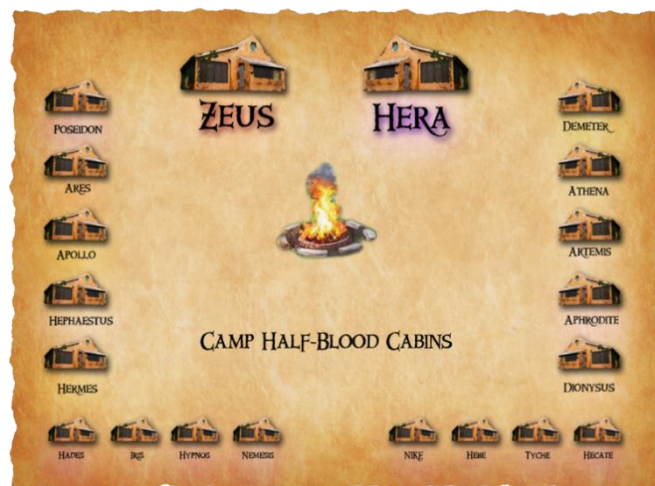 Zeus
Hera
Poseidon
Demeter
Ares
Athena
Apollo
Artemis
Hephaestus
Aphrodite
Camp Half-Blood Cabins
Hermes
Dionysus
Hades
Iris
Hypnos
Nemesis
Nike
Hebe
Tyche
Hecate